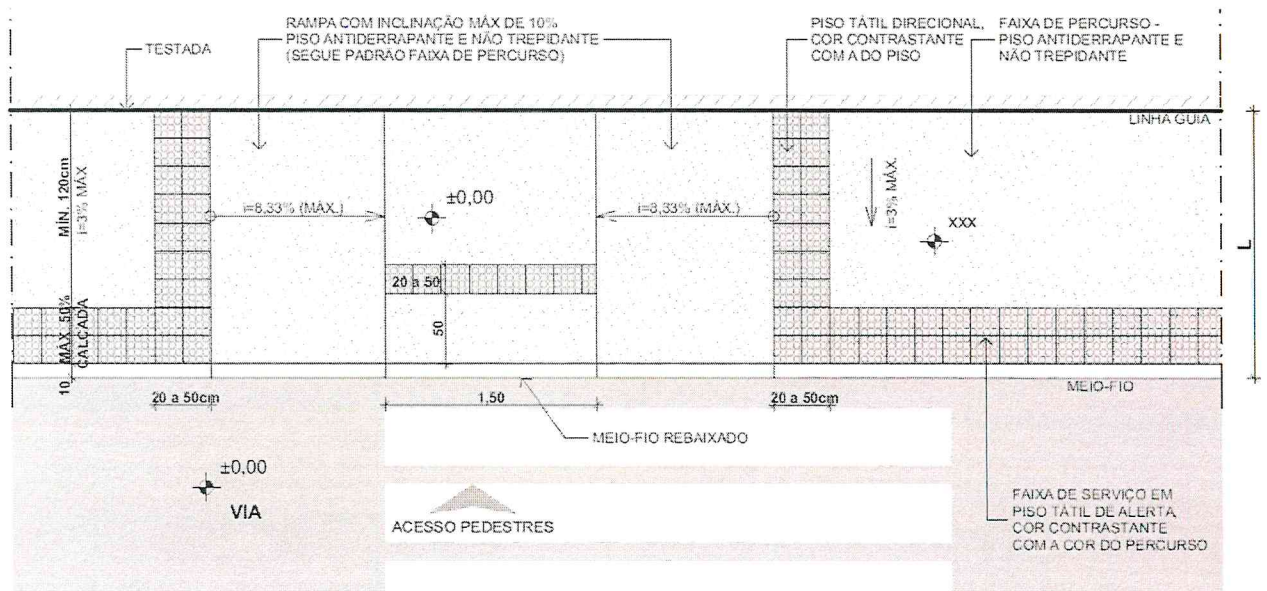 RAMPA COM INCLINAÇÃO MÁX DE 10%
PISO ANTIDERRAPANTE E NÃO TREPIDANTE
(SEGUE PADRÃO FAIXA DE PERCURSO)
PISO TÁTIL DIRECIONAL,
COR CONTRASTANTE
COM A DO PISO
FAIXA DE PERCURSO -
PISO ANTIDERRAPANTE E
NÃO TREPIDANTE
TESTADA
LINHA GUIA
MÍN. 120cm
i=3% MÁX
i=8,33% (MÁX.)
±0,00
i=8,33% (MÁX.)
i=3% MÁX.
XXX
L
20 a 50
50
MÁX. 50%
CALÇADA
10
MEIO-FIO
20 a 50cm
1,50
20 a 50cm
MEIO-FIO REBAIXADO
±0,00
VIA
ACESSO PEDESTRES
FAIXA DE SERVIÇO EM
PISO TÁTIL DE ALERTA
COR CONTRASTANTE
COM A COR DO PERCURSO